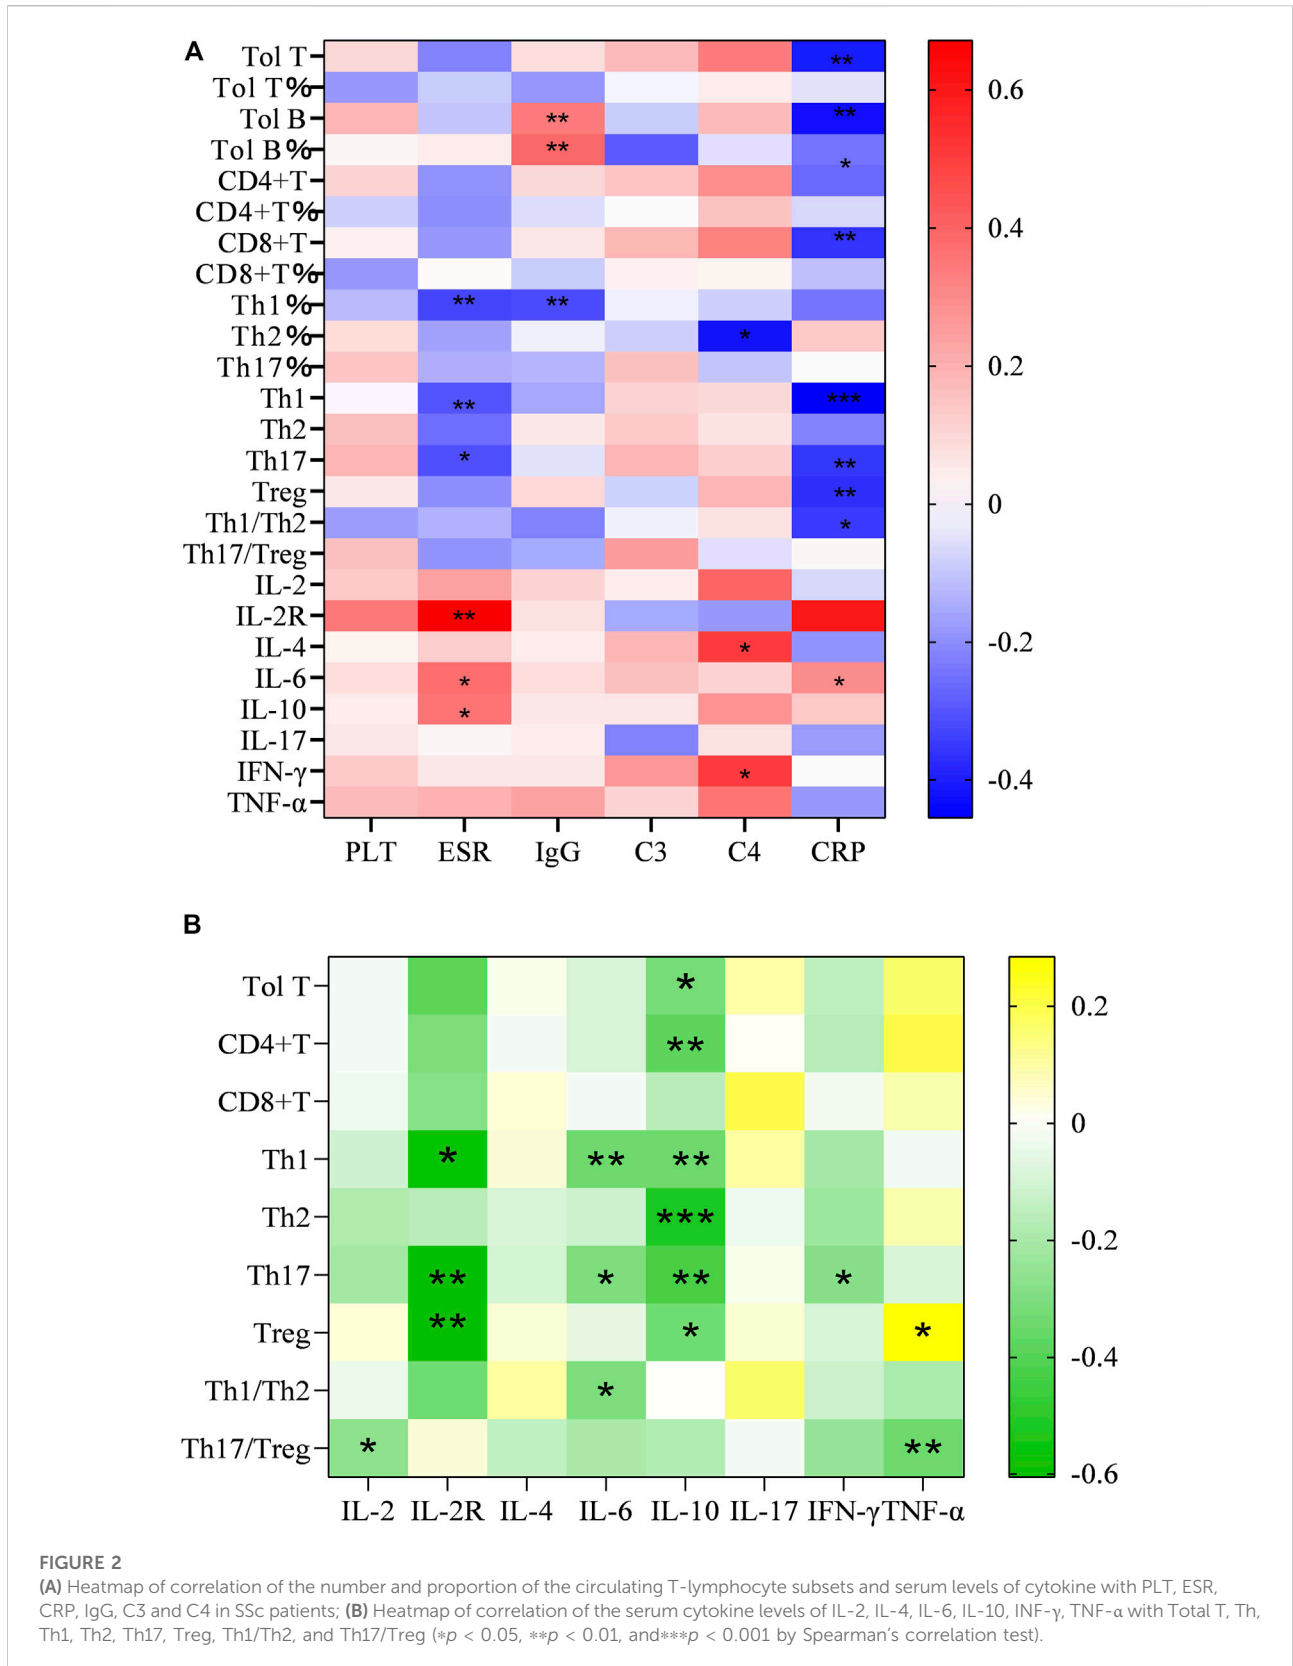 A
Tol T
Tol T%
Tol B
Tol B%
CD4+T
CD4+T%
CD8+T
CD8+T%
Th1%
Th2%
Th17%
Th1
Th2
Th17
Treg
Th1/Th2
Th17/Treg
IL-2
IL-2R
IL-4
IL-6
IL-10
IL-17
IFN-γ
TNF-α
**
**
**
**
*
**
**
**
*
**
***
*
**
**
*
**
*
*
*
*
*
PLT ESR IgG C3 C4 CRP
0.6
0.4
0.2
0
-0.2
-0.4
B
Tol T
CD4+T
CD8+T
Th1
Th2
Th17
Treg
Th1/Th2
Th17/Treg
*
**
* ** **
***
** * ** *
** * *
*
* **
IL-2 IL-2R IL-4 IL-6 IL-10 IL-17 IFN-γ TNF-α
0.2
0
-0.2
-0.4
-0.6
FIGURE 2
(A) Heatmap of correlation of the number and proportion of the circulating T-lymphocyte subsets and serum levels of cytokine with PLT, ESR,
CRP, IgG, C3 and C4 in SSc patients; (B) Heatmap of correlation of the serum cytokine levels of IL-2, IL-4, IL-6, IL-10, INF-γ, TNF-α with Total T, Th,
Th1, Th2, Th17, Treg, Th1/Th2, and Th17/Treg (∗p < 0.05, ∗∗p < 0.01, and∗∗∗p < 0.001 by Spearman's correlation test).